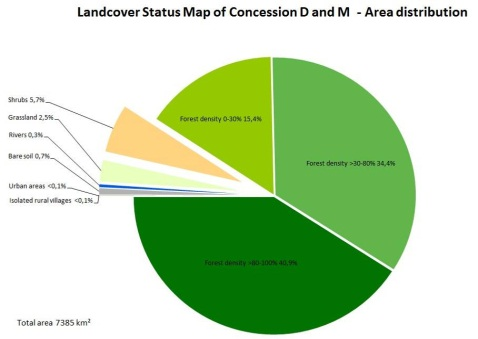 Landcover Status Map of Concession D and M - Area distribution
Shrubs 5,7%
Grassland 2,5%
Rivers 0,3%
Bare soil 0,7%
Urban areas <0,1%
Isolated rural villages <0,1%
Forest density 0-30% 15,4%
Forest density >30-80% 34,4%
Forest density >80-100% 40,9%
Total area 7385 km²